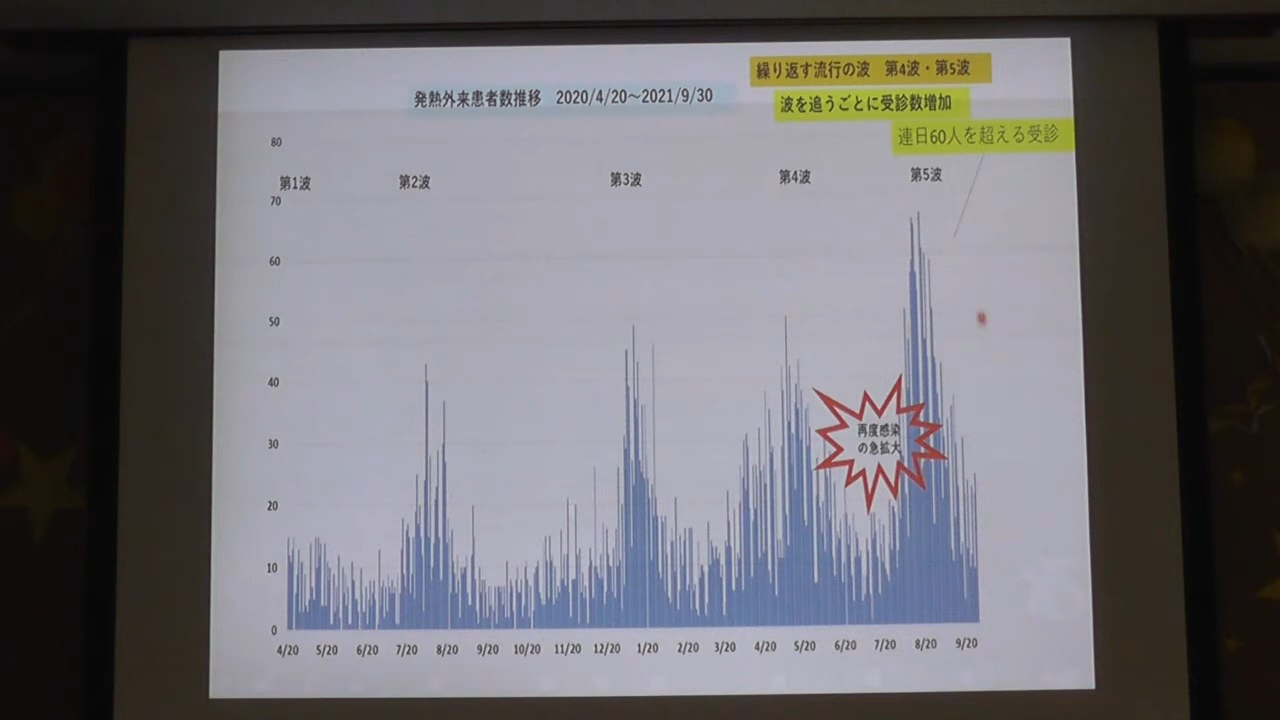 繰り返す流行の波 第4波・第5波
発熱外来患者数推移 2020/4/20～2021/9/30
波を追うごとに受診数増加
連日60人を超える受診
80
第1波 第2波 第3波 第4波 第5波
70
60
50
40
再度感染
の急拡大
30
20
10
0
4/20 5/20 6/20 7/20 8/20 9/20 10/20 11/20 12/20 1/20 2/20 3/20 4/20 5/20 6/20 7/20 8/20 9/20